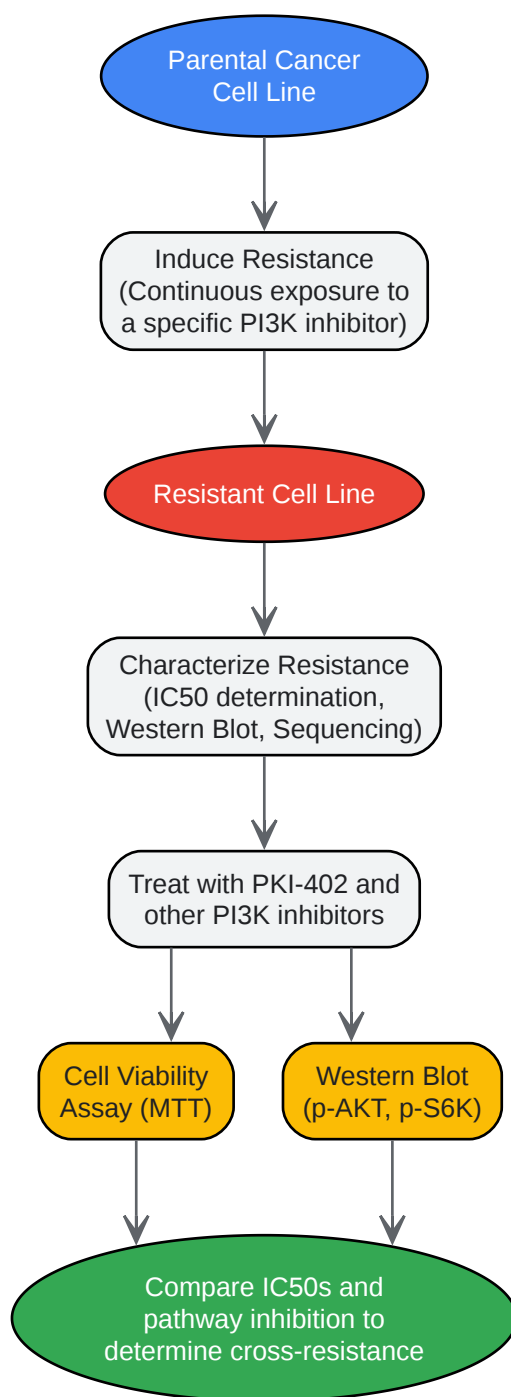 Parental Cancer
Cell Line
Induce Resistance
(Continuous exposure to
a specific PI3K inhibitor)
Resistant Cell Line
Characterize Resistance
(IC50 determination,
Western Blot, Sequencing)
Treat with PKI-402 and
other PI3K inhibitors
Cell Viability
Assay (MTT)
Western Blot
(p-AKT, p-S6K)
Compare IC50s and
pathway inhibition to
determine cross-resistance